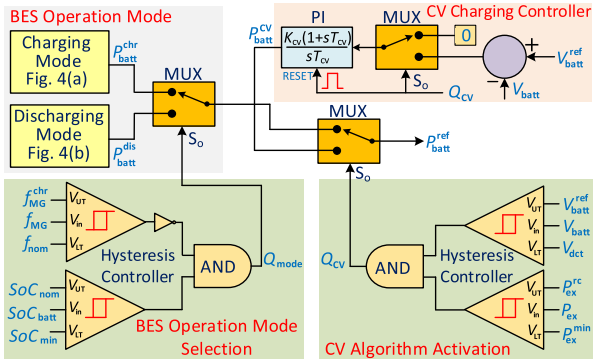 BES Operation Mode
Charging
Mode
Fig. 4(a)
P_batt^chr
Discharging
Mode
Fig. 4(b)
P_batt^dis
MUX
S_o
CV Charging Controller
P_batt^cv
PI
K_CV(1+sT_CV)
sT_CV
RESET
MUX
0
S_o
Q_CV
+
−
V_batt^ref
V_batt
MUX
S_o
P_batt^ref
f_MG^chr
f_MG
f_nom
V_UT
V_in
V_LT
Hysteresis
Controller
AND
Q_mode
SoC_nom
SoC_batt
SoC_min
V_UT
V_in
V_LT
BES Operation Mode
Selection
Q_CV
AND
Hysteresis
Controller
V_UT
V_in
V_LT
V_batt^ref
V_batt
V_dct
V_UT
V_in
V_LT
P_ex^rc
P_ex
P_ex^min
CV Algorithm Activation